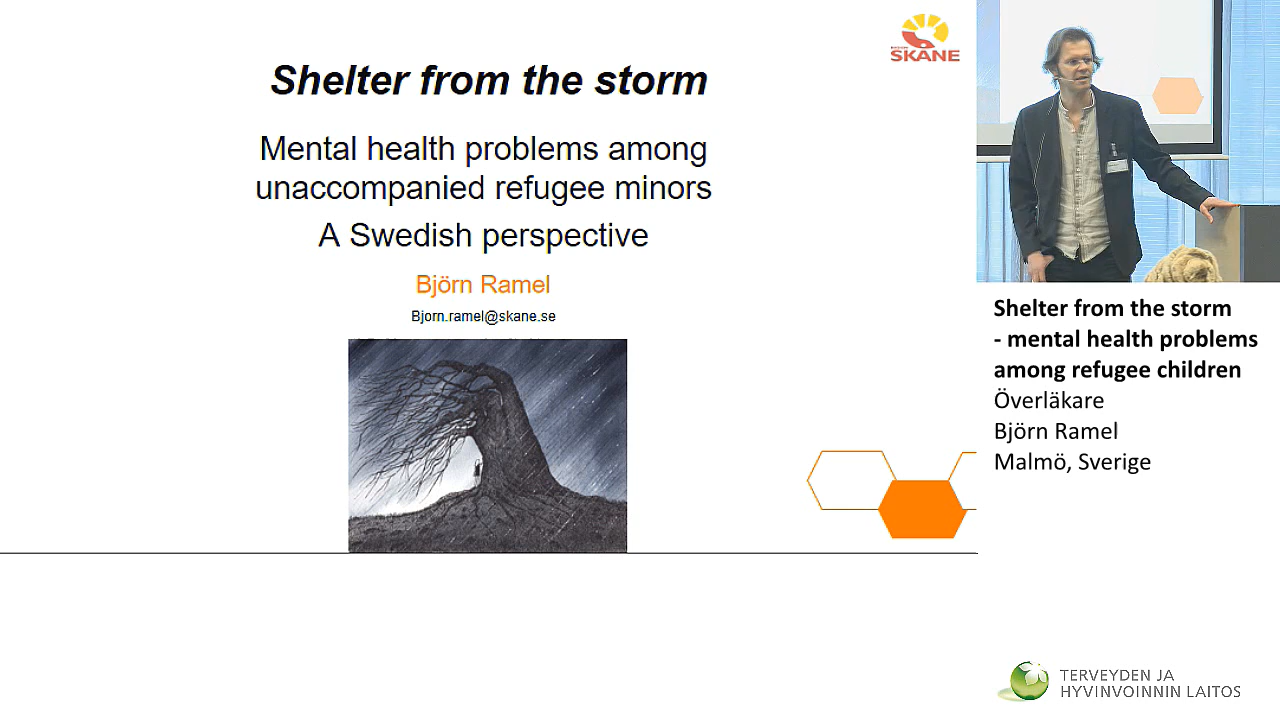 SKÅNE
Shelter from the storm
Mental health problems among
unaccompanied refugee minors
A Swedish perspective
Björn Ramel
Bjorn.ramel@skane.se
Shelter from the storm
- mental health problems
among refugee children
Överläkare
Björn Ramel
Malmö, Sverige
TERVEYDEN JA
HYVINVOINNIN LAITOS